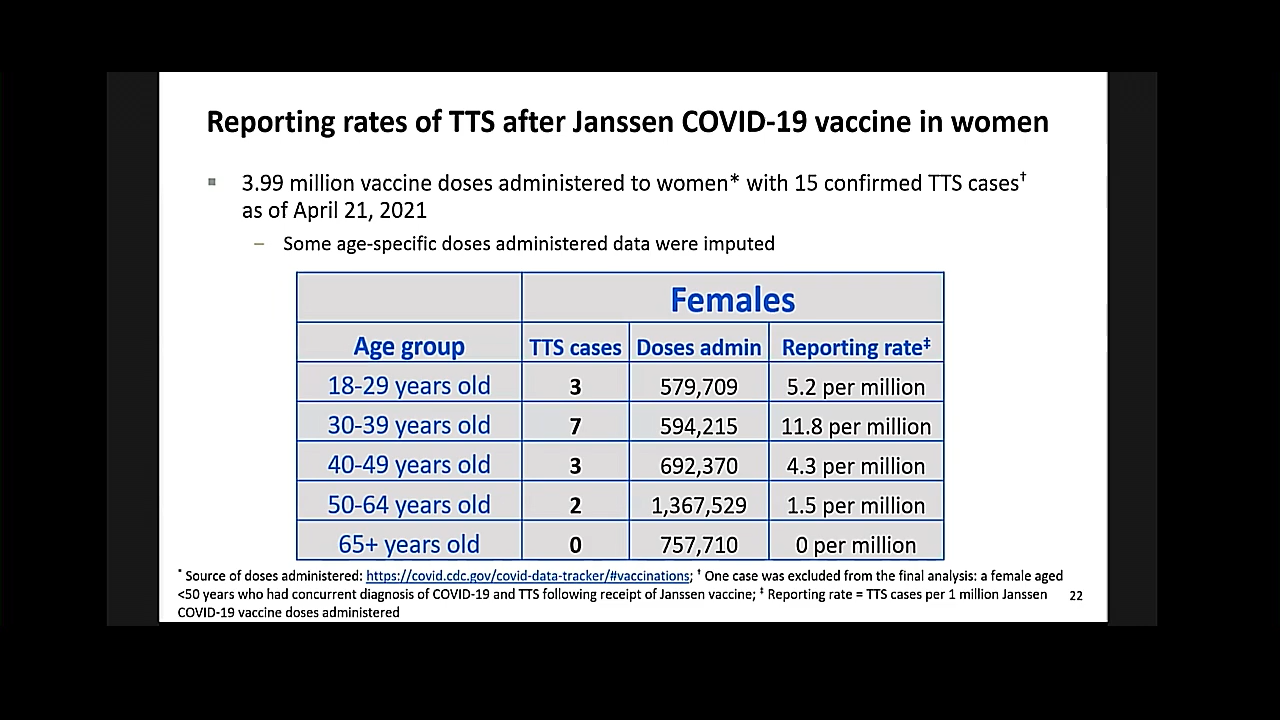 Reporting rates of TTS after Janssen COVID-19 vaccine in women
▪ 3.99 million vaccine doses administered to women* with 15 confirmed TTS cases†
as of April 21, 2021
– Some age-specific doses administered data were imputed
Females
Age group TTS cases Doses admin Reporting rate‡
18-29 years old 3 579,709 5.2 per million
30-39 years old 7 594,215 11.8 per million
40-49 years old 3 692,370 4.3 per million
50-64 years old 2 1,367,529 1.5 per million
65+ years old 0 757,710 0 per million
* Source of doses administered: https://covid.cdc.gov/covid-data-tracker/#vaccinations; † One case was excluded from the final analysis: a female aged
<50 years who had concurrent diagnosis of COVID-19 and TTS following receipt of Janssen vaccine; ‡ Reporting rate = TTS cases per 1 million Janssen
COVID-19 vaccine doses administered
22